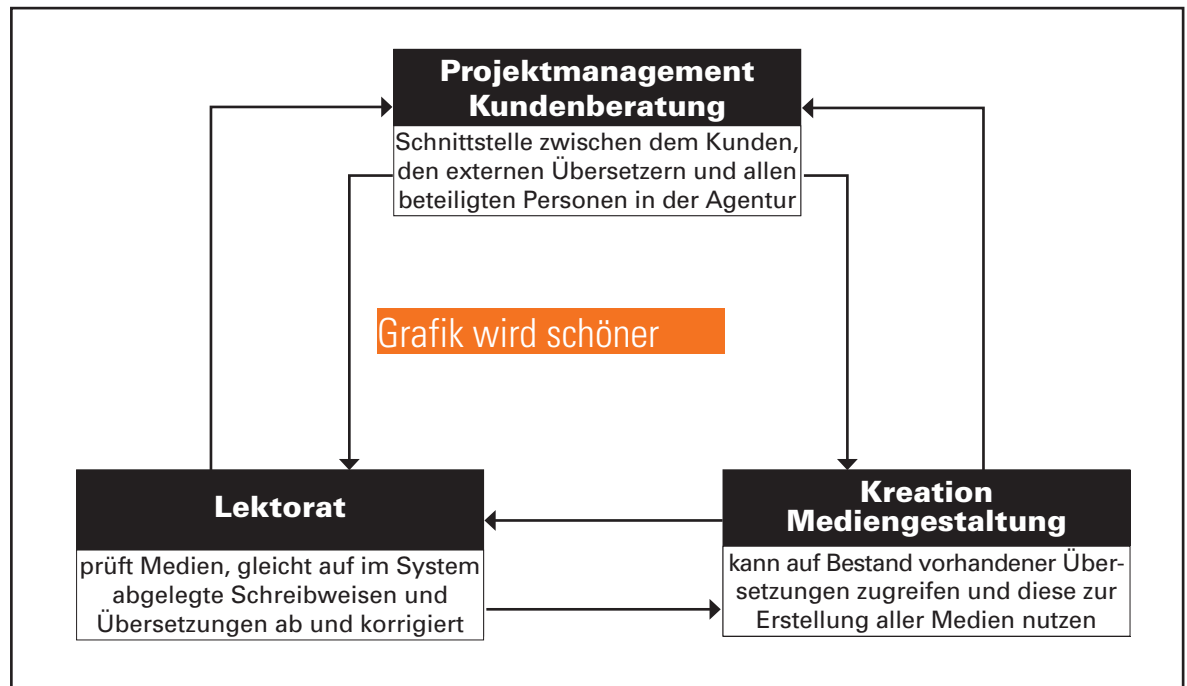 Projektmanagement
Kundenberatung
Schnittstelle zwischen dem Kunden,
den externen Übersetzern und allen
beteiligten Personen in der Agentur
Grafik wird schöner
Lektorat
prüft Medien, gleicht auf im System
abgelegte Schreibweisen und
Übersetzungen ab und korrigiert
Kreation
Mediengestaltung
kann auf Bestand vorhandener Über-
setzungen zugreifen und diese zur
Erstellung aller Medien nutzen